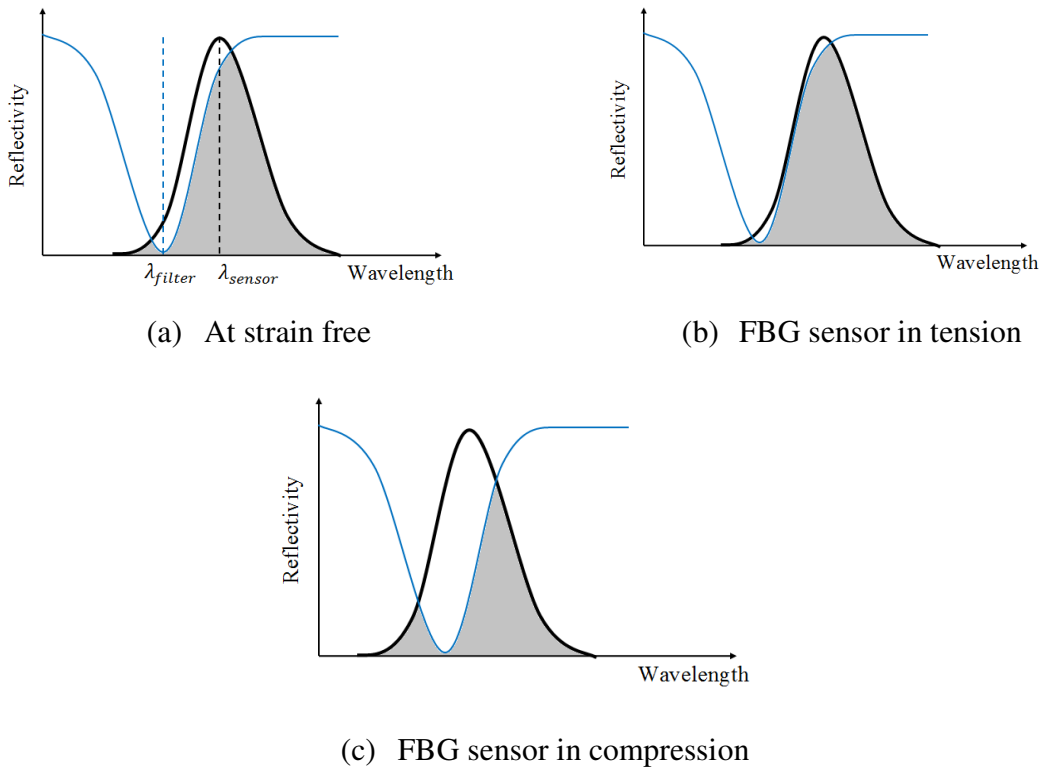 Reflectivity
λfilter
λsensor
Wavelength
(a) At strain free
Reflectivity
Wavelength
(b) FBG sensor in tension
Reflectivity
Wavelength
(c) FBG sensor in compression